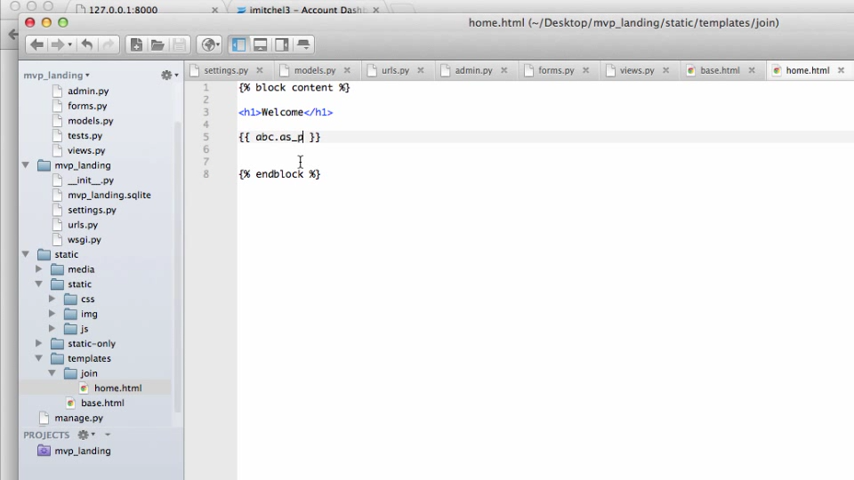 127.0.0.1:8000
jmitchel3 - Account Dashb
home.html (~/Desktop/mvp_landing/static/templates/join)
mvp_landing
settings.py
models.py
urls.py
admin.py
forms.py
views.py
base.html
home.html
admin.py
forms.py
models.py
tests.py
views.py
mvp_landing
__init__.py
mvp_landing.sqlite
settings.py
urls.py
wsgi.py
static
media
static
css
img
js
static-only
templates
join
home.html
base.html
manage.py
PROJECTS
mvp_landing
1 {% block content %}
2
3 <h1>Welcome</h1>
4
5 {{ abc.as_p }}
6
7
8 {% endblock %}